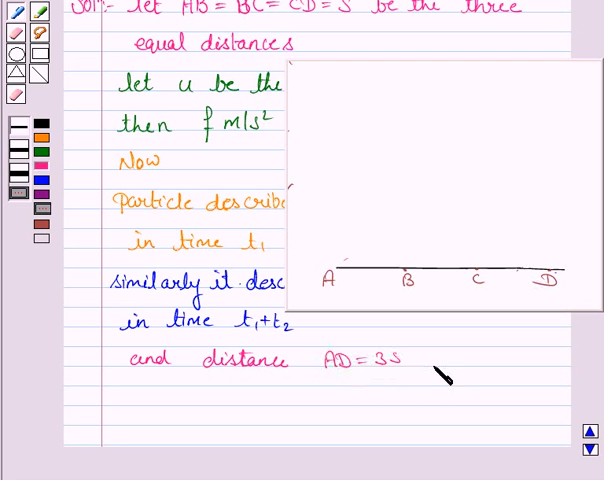 Soln:- let AB = BC = CD = S be the three
equal distances
let u be the
then f m/s²
Now
Particle describe
in time t₁
A B C D
similarly it desc
in time t₁+t₂
and distance AD = 3S